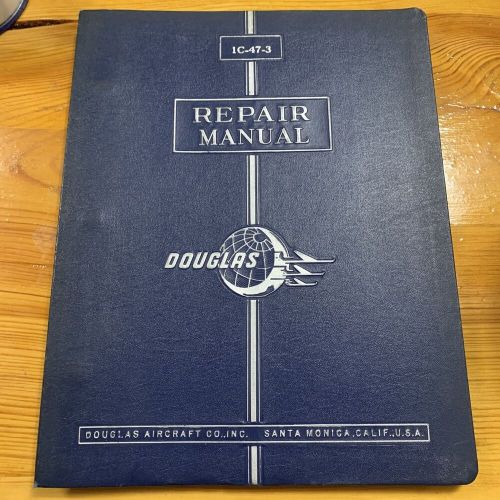 1C-47-3
REPAIR
MANUAL
DOUGLAS
DOUGLAS AIRCRAFT CO., INC. SANTA MONICA, CALIF., U.S.A.